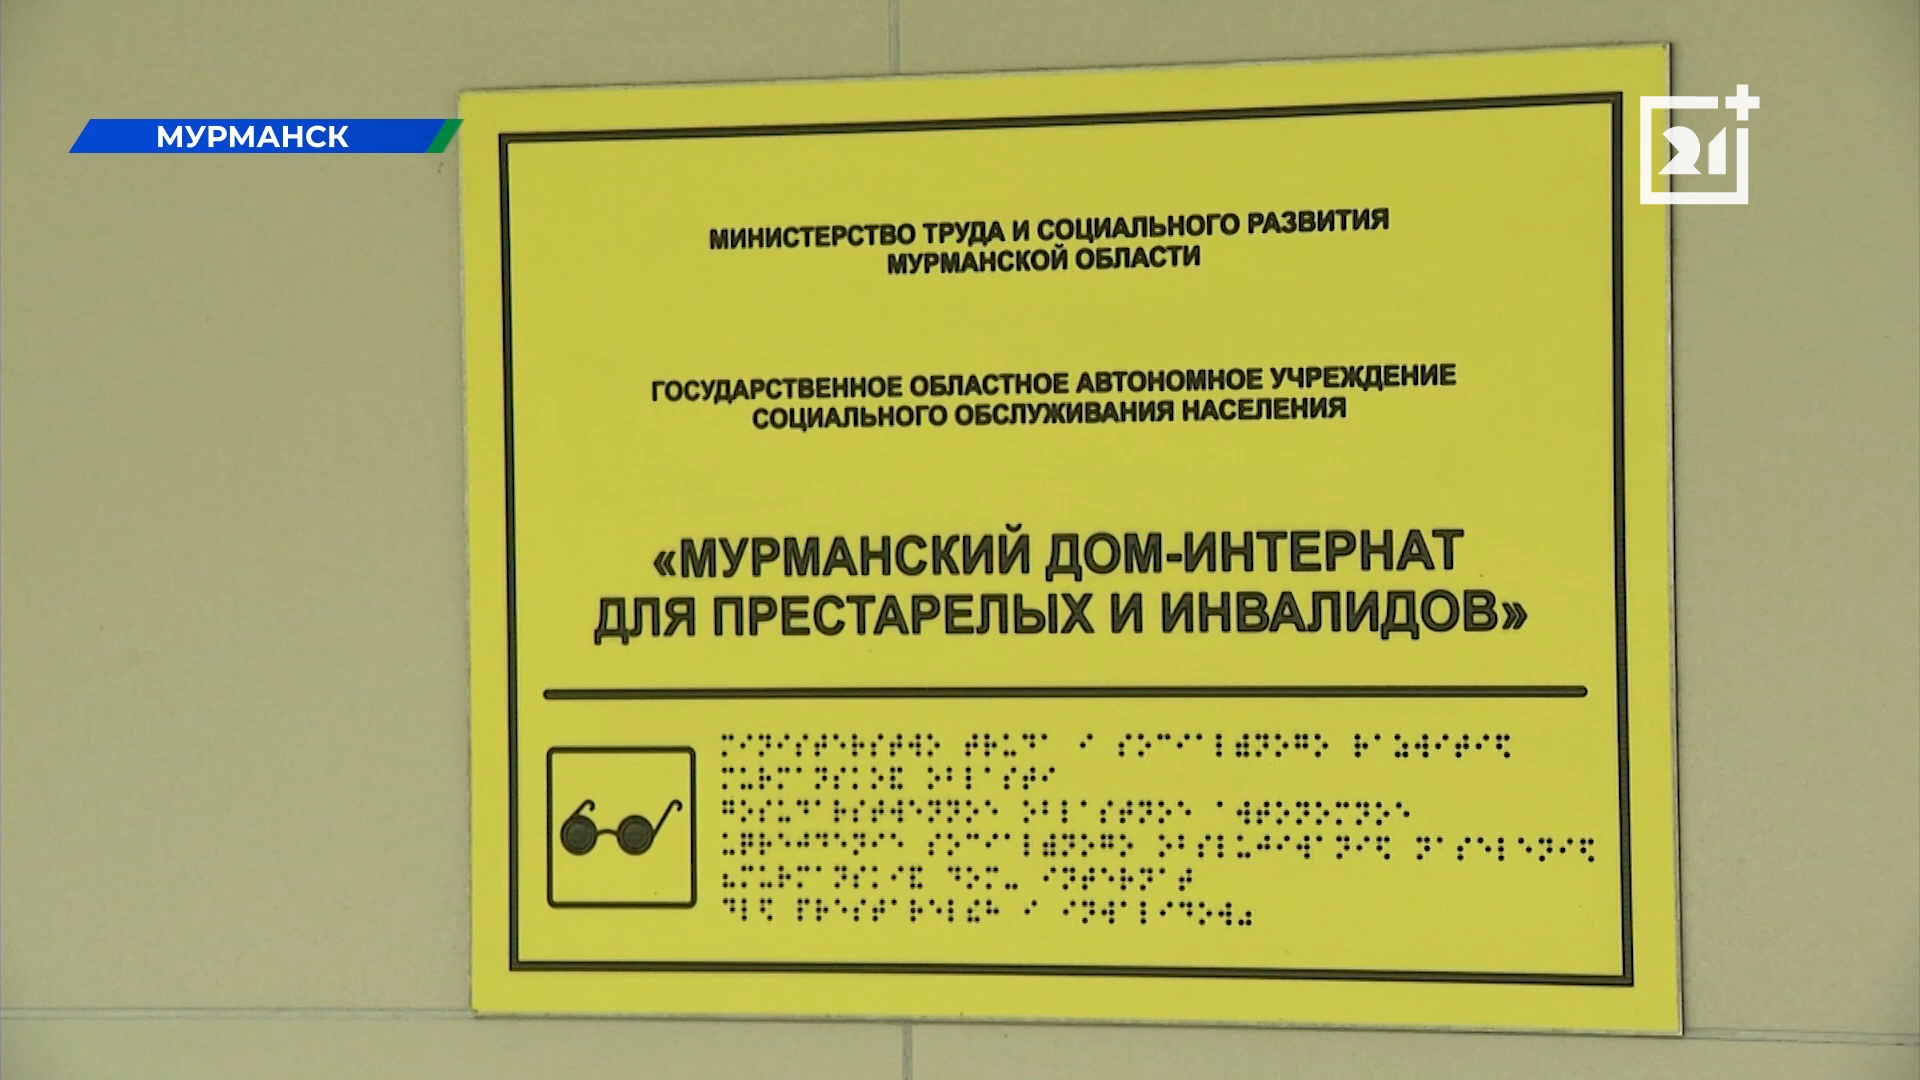 МУРМАНСК
21+
МИНИСТЕРСТВО ТРУДА И СОЦИАЛЬНОГО РАЗВИТИЯ
МУРМАНСКОЙ ОБЛАСТИ
ГОСУДАРСТВЕННОЕ ОБЛАСТНОЕ АВТОНОМНОЕ УЧРЕЖДЕНИЕ
СОЦИАЛЬНОГО ОБСЛУЖИВАНИЯ НАСЕЛЕНИЯ
«МУРМАНСКИЙ ДОМ-ИНТЕРНАТ
ДЛЯ ПРЕСТАРЕЛЫХ И ИНВАЛИДОВ»